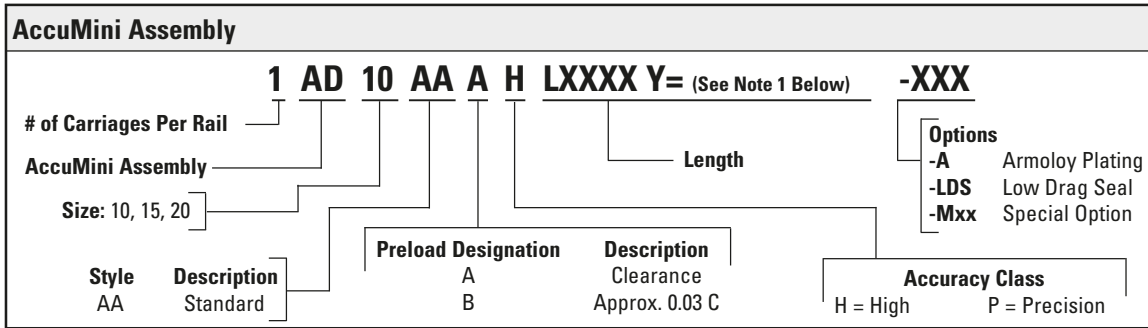 AccuMini Assembly
1 AD 10 AA A H LXXXX Y= (See Note 1 Below) -XXX
# of Carriages Per Rail
AccuMini Assembly
Size: 10, 15, 20
Style Description
AA Standard
Preload Designation Description
A Clearance
B Approx. 0.03 C
Length
Options
-A Armoloy Plating
-LDS Low Drag Seal
-Mxx Special Option
Accuracy Class
H = High P = Precision